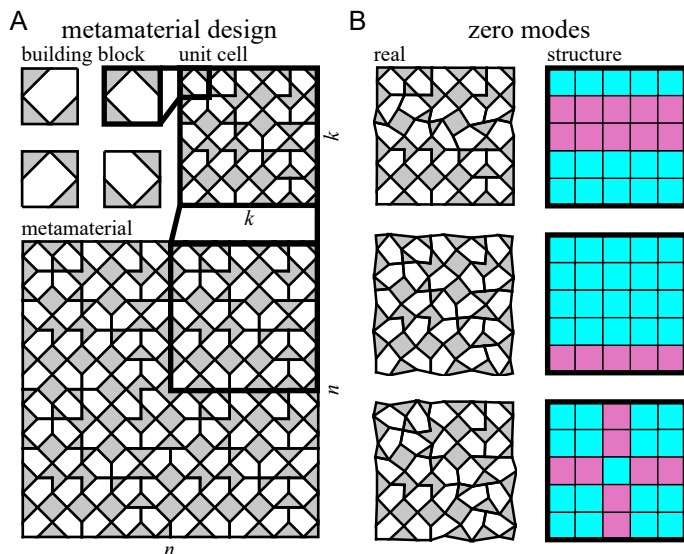 A
metamaterial design
building block
unit cell
k
k
metamaterial
n
n
B
zero modes
real
structure